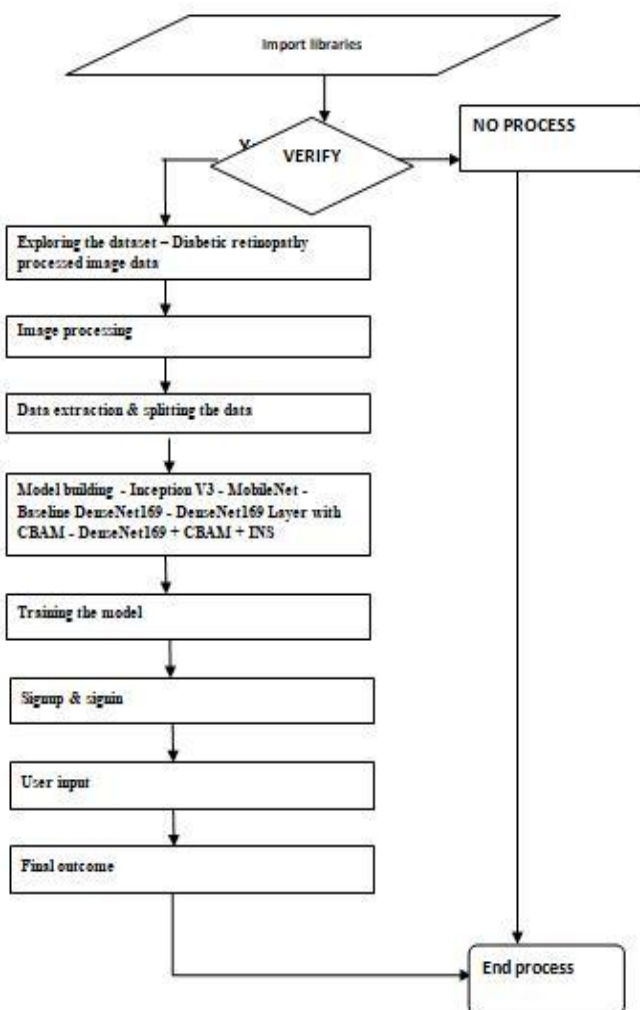 Import libraries
VERIFY
NO PROCESS
Exploring the dataset – Diabetic retinopathy
processed image data
Image processing
Data extraction & splitting the data
Model building - Inception V3 - MobileNet -
Baseline DenseNet169 - DenseNet169 Layer with
CBAM - DenseNet169 + CBAM + INS
Training the model
Signup & signin
User input
Final outcome
End process